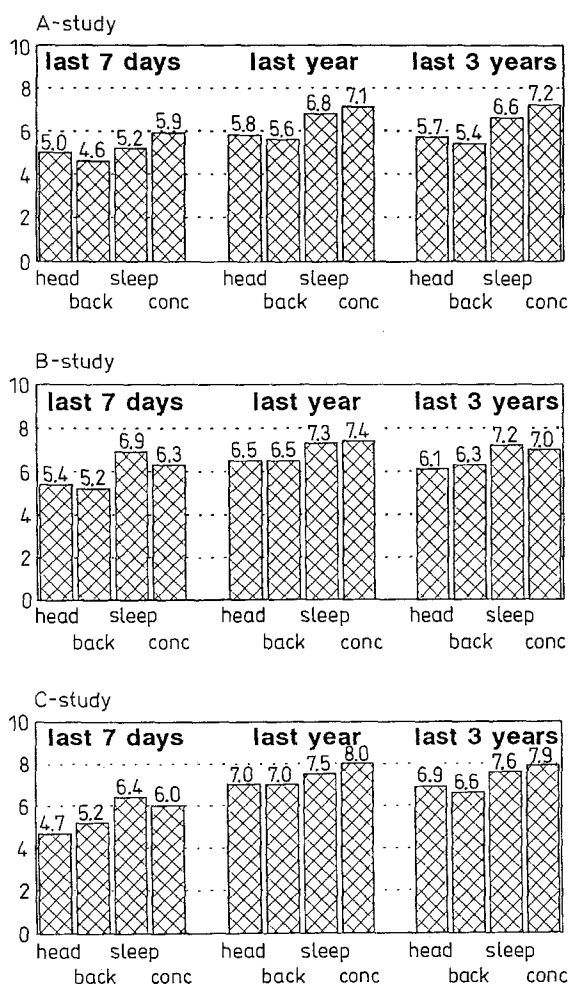 A-study
10
last 7 days last year last 3 years
8
7.1 7.2
6.8 6.6
5.9 5.8 5.6 5.7 5.4
6
5.0 4.6 5.2
4
2
0
head sleep head sleep head sleep
back conc back conc back conc
B-study
10
last 7 days last year last 3 years
8
6.9 7.3 7.4 7.2 7.0
6.3 6.5 6.5 6.1 6.3
6
5.4 5.2
4
2
0
head sleep head sleep head sleep
back conc back conc back conc
C-study
10
last 7 days last year last 3 years
8.0 7.9
8
7.0 7.0 7.5 6.9 6.6 7.6
6.4 6.0
6
4.7 5.2
4
2
0
head sleep head sleep head sleep
back conc back conc back conc